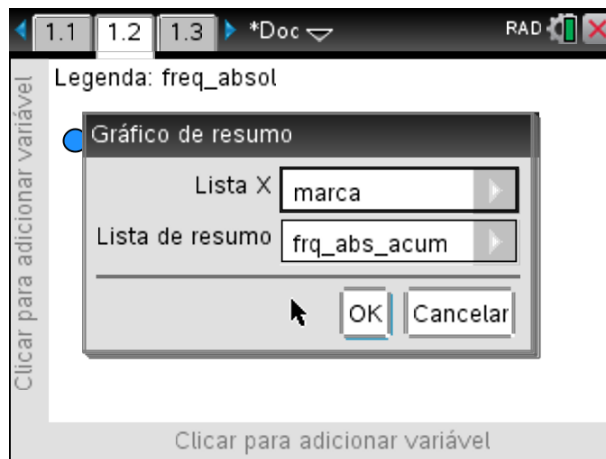 1.1 1.2 1.3 *Doc RAD
Legenda: freq_absol
Clicar para adicionar variável
Gráfico de resumo
Lista X marca
Lista de resumo frq_abs_acum
OK Cancelar
Clicar para adicionar variável